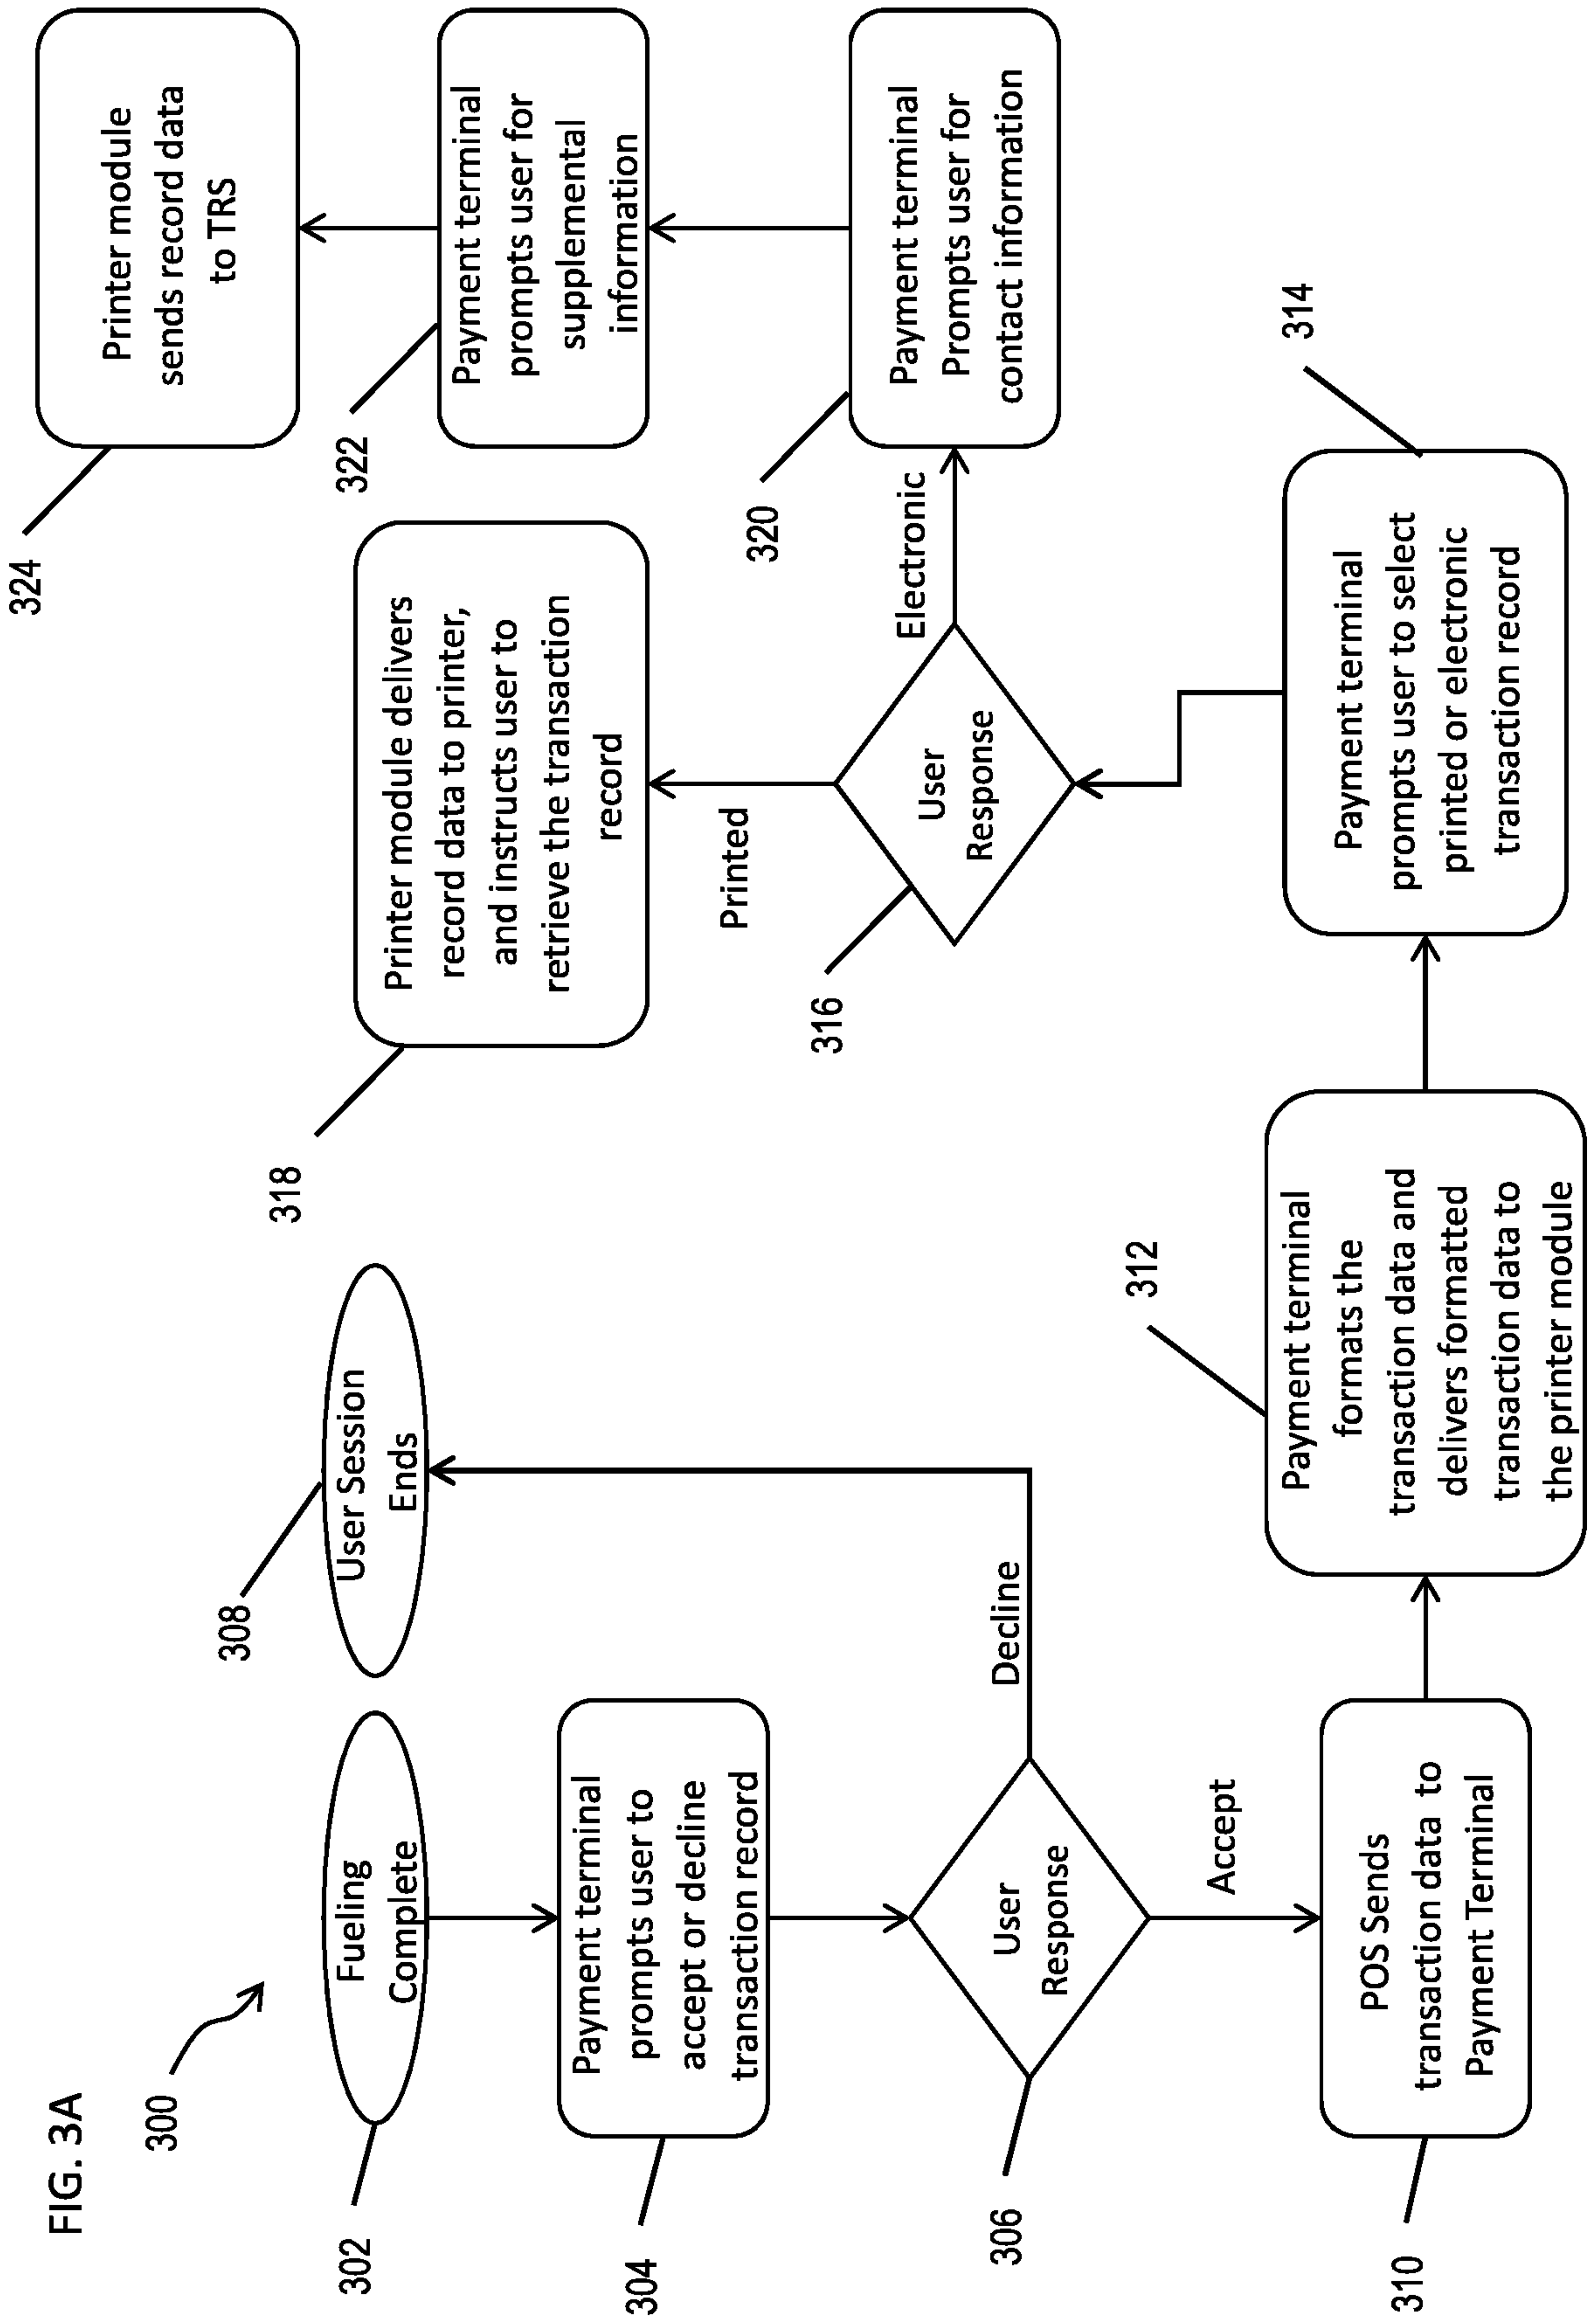 FIG. 3A
300
302
Fueling
Complete
304
Payment terminal
prompts user to
accept or decline
transaction record
306
User
Response
Decline
308
User Session
Ends
Accept
310
POS Sends
transaction data to
Payment Terminal
312
Payment terminal
formats the
transaction data and
delivers formatted
transaction data to
the printer module
314
Payment terminal
prompts user to select
printed or electronic
transaction record
316
User
Response
Printed
318
Printer module delivers
record data to printer,
and instructs user to
retrieve the transaction
record
Electronic
320
Payment terminal
Prompts user for
contact information
322
Payment terminal
prompts user for
supplemental
information
324
Printer module
sends record data
to TRS